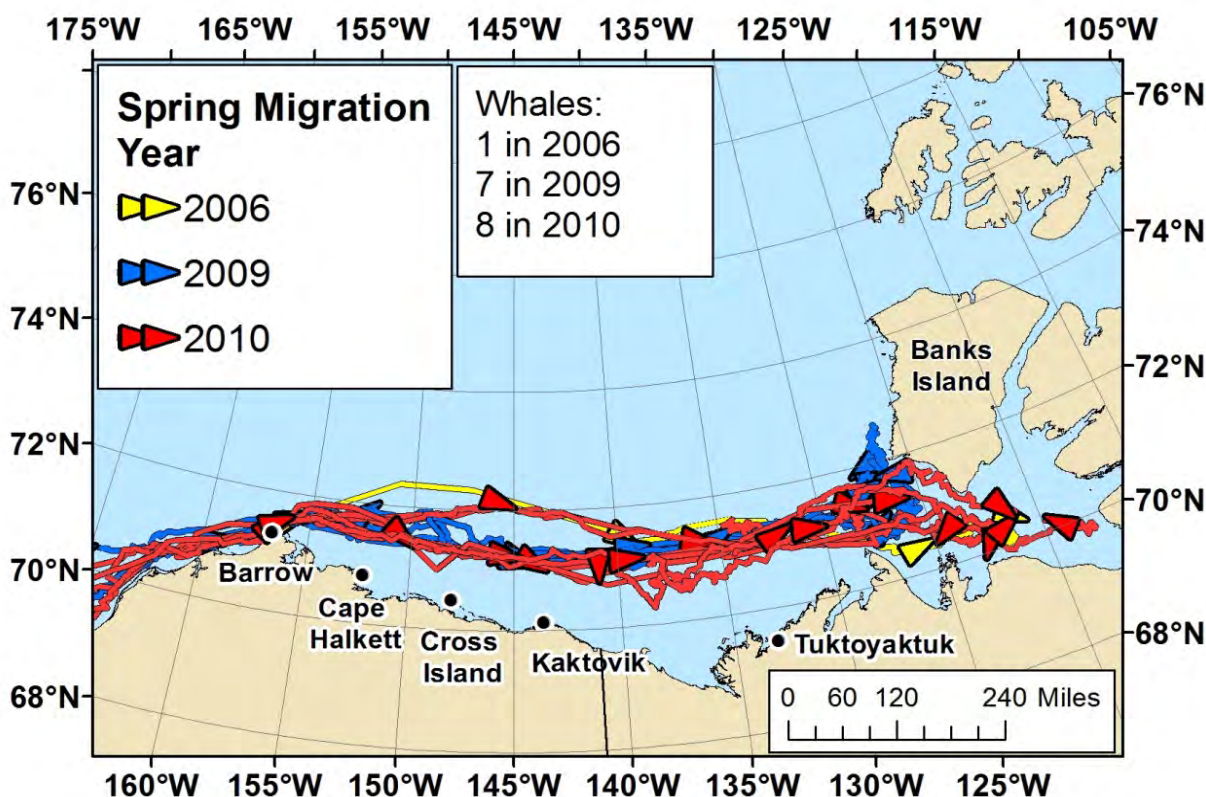 175°W 165°W 155°W 145°W 135°W 125°W 115°W 105°W
Spring Migration
Year
2006
2009
2010
Whales:
1 in 2006
7 in 2009
8 in 2010
76°N
74°N
72°N
70°N
68°N
76°N
74°N
72°N
70°N
68°N
Banks
Island
Barrow
Cape
Halkett
Cross
Island
Kaktovik
Tuktoyaktuk
0 60 120 240 Miles
160°W 155°W 150°W 145°W 140°W 135°W 130°W 125°W